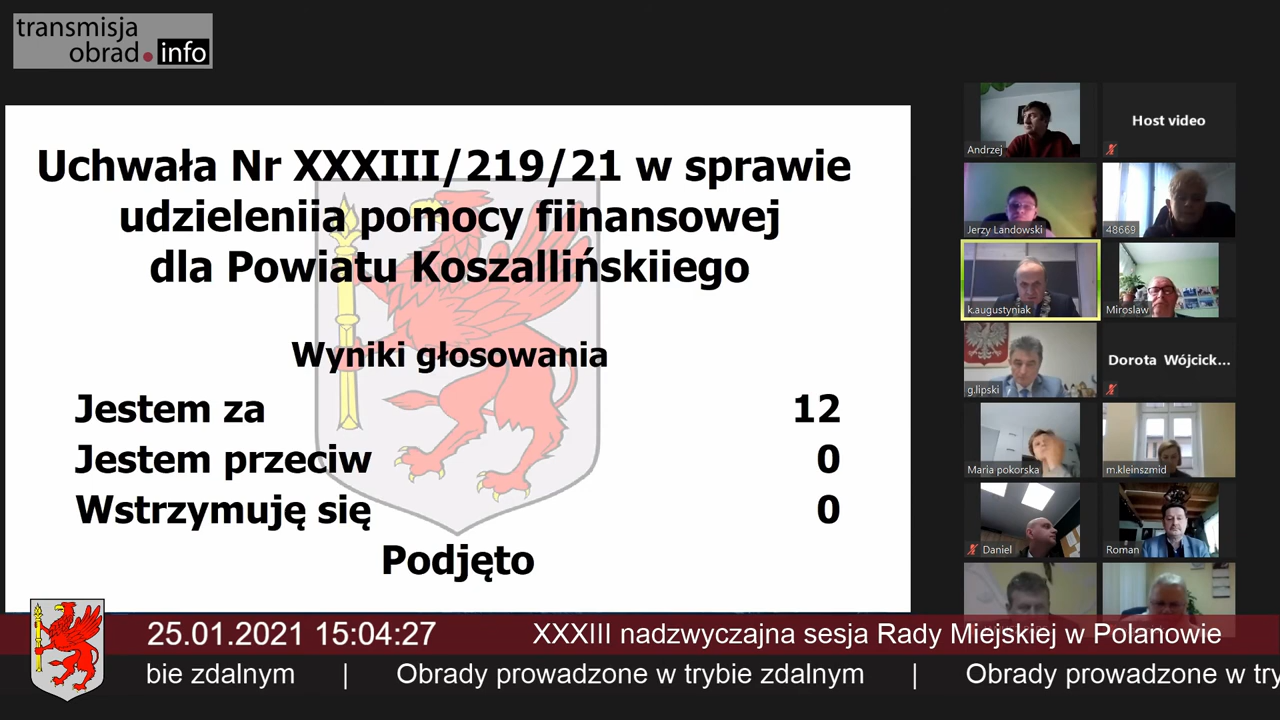 transmisja
obrad.info
Uchwała Nr XXXIII/219/21 w sprawie
udzieleniia pomocy fiinansowej
dla Powiatu Koszallińskiiego
Wyniki głosowania
Jestem za 12
Jestem przeciw 0
Wstrzymuję się 0
Podjęto
Andrzej
Host video
Jerzy Landowski
48669
k.augustyniak
Mirosław
g.lipski
Dorota Wójcick...
Maria pokorska
m.kleinszmid
Daniel
Roman
25.01.2021 15:04:27 XXXIII nadzwyczajna sesja Rady Miejskiej w Polanowie
bie zdalnym | Obrady prowadzone w trybie zdalnym | Obrady prowadzone w try